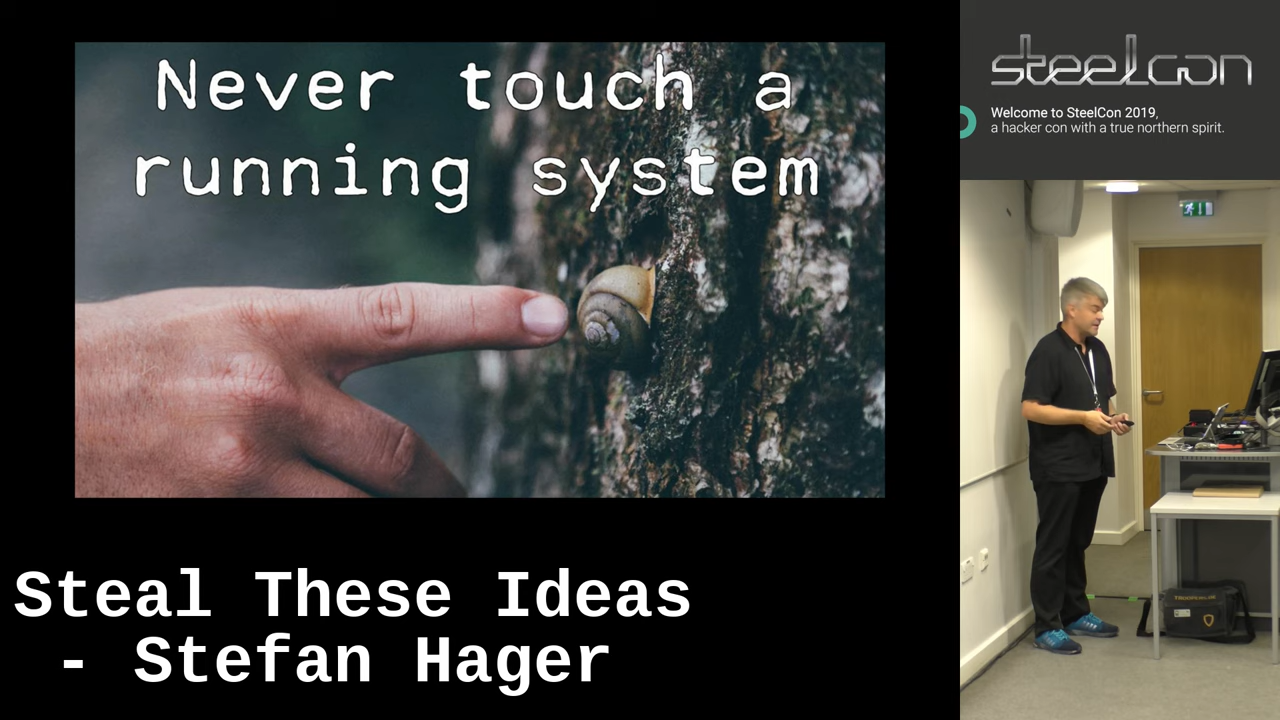 Never touch a
running system
Steal These Ideas
- Stefan Hager
steelcon
Welcome to SteelCon 2019,
a hacker con with a true northern spirit.
TROOPERS